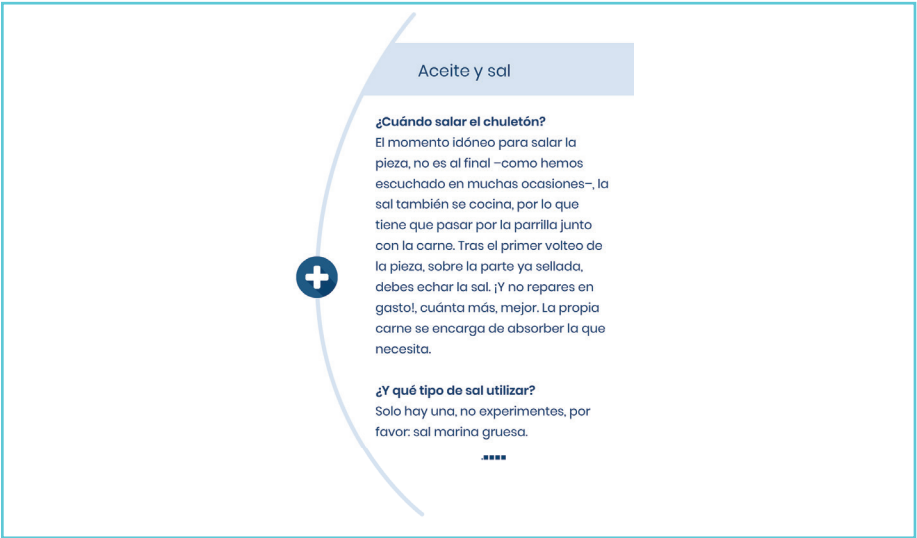 Aceite y sal
¿Cuándo salar el chuletón?
El momento idóneo para salar la
pieza, no es al final –como hemos
escuchado en muchas ocasiones–, la
sal también se cocina, por lo que
tiene que pasar por la parrilla junto
con la carne. Tras el primer volteo de
la pieza, sobre la parte ya sellada,
debes echar la sal. ¡Y no repares en
gasto!, cuánta más, mejor. La propia
carne se encarga de absorber la que
necesita.
¿Y qué tipo de sal utilizar?
Solo hay una, no experimentes, por
favor: sal marina gruesa.